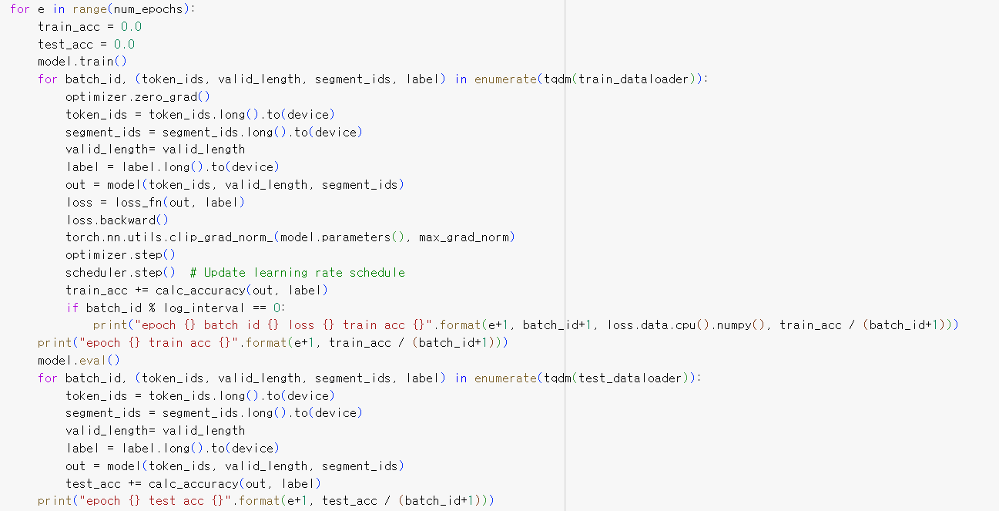 for e in range(num_epochs):
    train_acc = 0.0
    test_acc = 0.0
    model.train()
    for batch_id, (token_ids, valid_length, segment_ids, label) in enumerate(tqdm(train_dataloader)):
        optimizer.zero_grad()
        token_ids = token_ids.long().to(device)
        segment_ids = segment_ids.long().to(device)
        valid_length= valid_length
        label = label.long().to(device)
        out = model(token_ids, valid_length, segment_ids)
        loss = loss_fn(out, label)
        loss.backward()
        torch.nn.utils.clip_grad_norm_(model.parameters(), max_grad_norm)
        optimizer.step()
        scheduler.step()  # Update learning rate schedule
        train_acc += calc_accuracy(out, label)
        if batch_id % log_interval == 0:
            print("epoch {} batch id {} loss {} train acc {}".format(e+1, batch_id+1, loss.data.cpu().numpy(), train_acc / (batch_id+1)))
    print("epoch {} train acc {}".format(e+1, train_acc / (batch_id+1)))
    model.eval()
    for batch_id, (token_ids, valid_length, segment_ids, label) in enumerate(tqdm(test_dataloader)):
        token_ids = token_ids.long().to(device)
        segment_ids = segment_ids.long().to(device)
        valid_length= valid_length
        label = label.long().to(device)
        out = model(token_ids, valid_length, segment_ids)
        test_acc += calc_accuracy(out, label)
    print("epoch {} test acc {}".format(e+1, test_acc / (batch_id+1)))